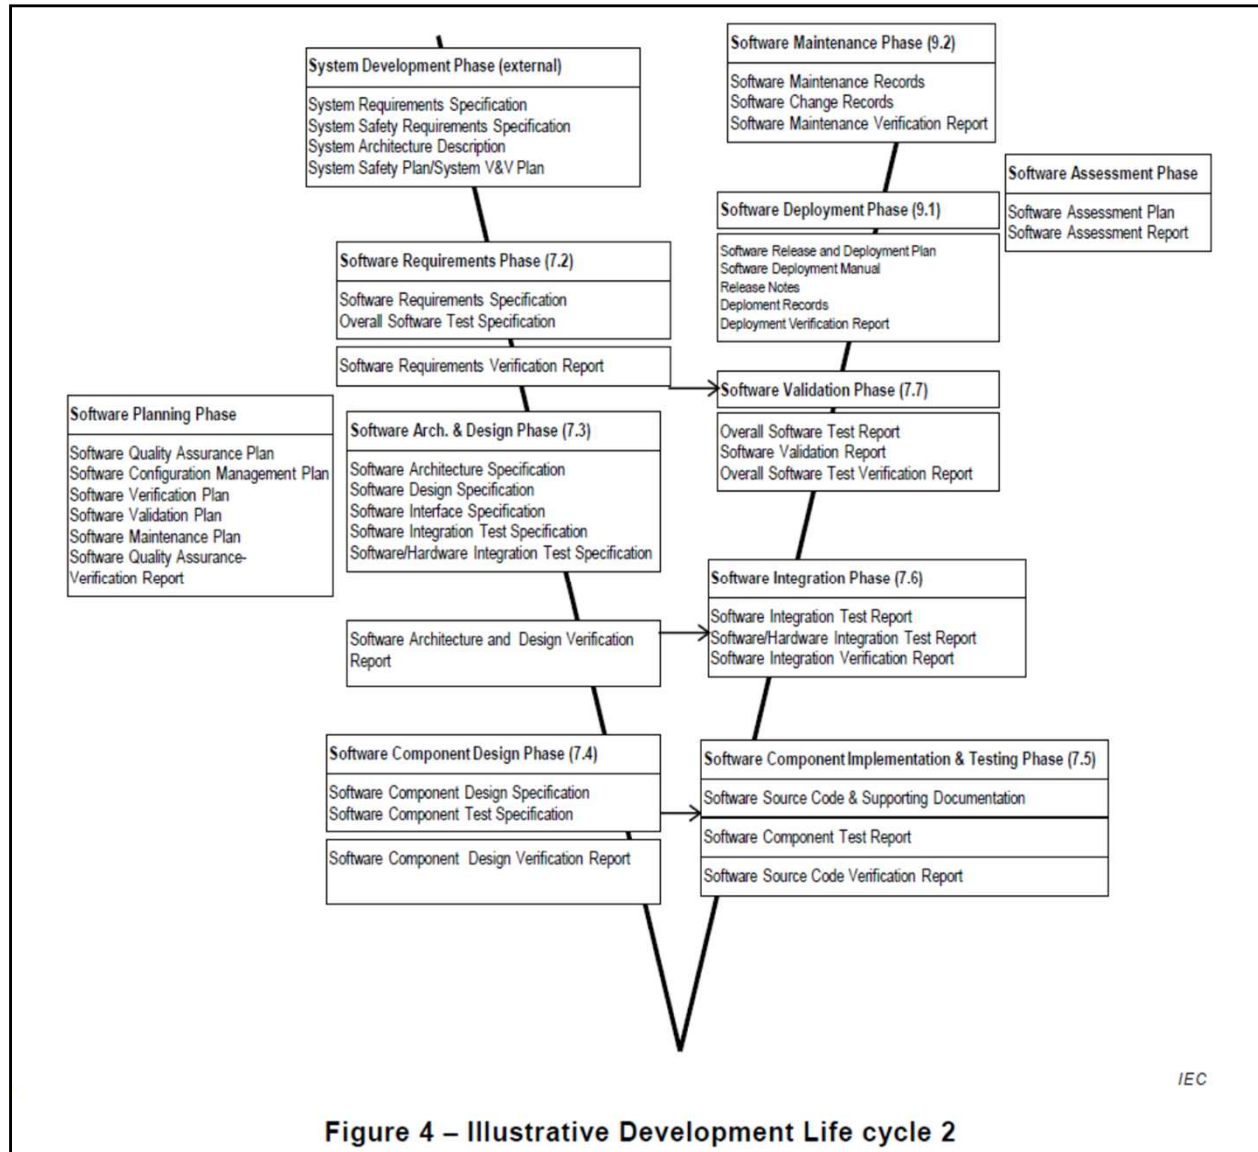 System Development Phase (external)
System Requirements Specification
System Safety Requirements Specification
System Architecture Description
System Safety Plan/System V&V Plan
Software Requirements Phase (7.2)
Software Requirements Specification
Overall Software Test Specification
Software Requirements Verification Report
Software Planning Phase
Software Quality Assurance Plan
Software Configuration Management Plan
Software Verification Plan
Software Validation Plan
Software Maintenance Plan
Software Quality Assurance-
Verification Report
Software Arch. & Design Phase (7.3)
Software Architecture Specification
Software Design Specification
Software Interface Specification
Software Integration Test Specification
Software/Hardware Integration Test Specification
Software Architecture and Design Verification
Report
Software Component Design Phase (7.4)
Software Component Design Specification
Software Component Test Specification
Software Component Design Verification Report
Software Maintenance Phase (9.2)
Software Maintenance Records
Software Change Records
Software Maintenance Verification Report
Software Assessment Phase
Software Assessment Plan
Software Assessment Report
Software Deployment Phase (9.1)
Software Release and Deployment Plan
Software Deployment Manual
Release Notes
Deploment Records
Deployment Verification Report
Software Validation Phase (7.7)
Overall Software Test Report
Software Validation Report
Overall Software Test Verification Report
Software Integration Phase (7.6)
Software Integration Test Report
Software/Hardware Integration Test Report
Software Integration Verification Report
Software Component Implementation & Testing Phase (7.5)
Software Source Code & Supporting Documentation
Software Component Test Report
Software Source Code Verification Report
IEC
Figure 4 – Illustrative Development Life cycle 2